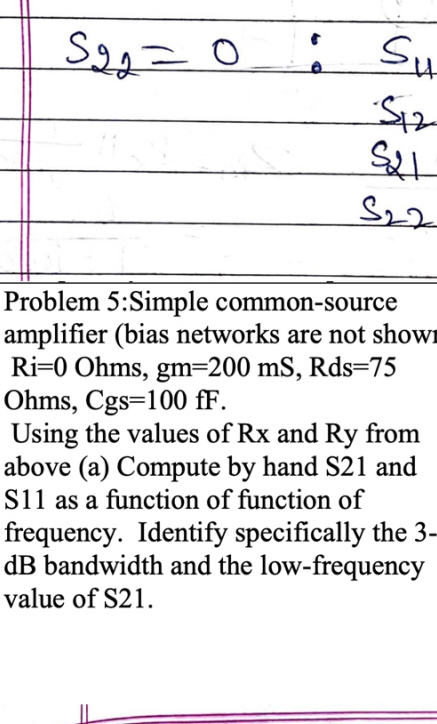 S22 = 0 : S11
S12
S21
S22
Problem 5:Simple common-source
amplifier (bias networks are not shown
Ri=0 Ohms, gm=200 mS, Rds=75
Ohms, Cgs=100 fF.
Using the values of Rx and Ry from
above (a) Compute by hand S21 and
S11 as a function of function of
frequency. Identify specifically the 3-
dB bandwidth and the low-frequency
value of S21.